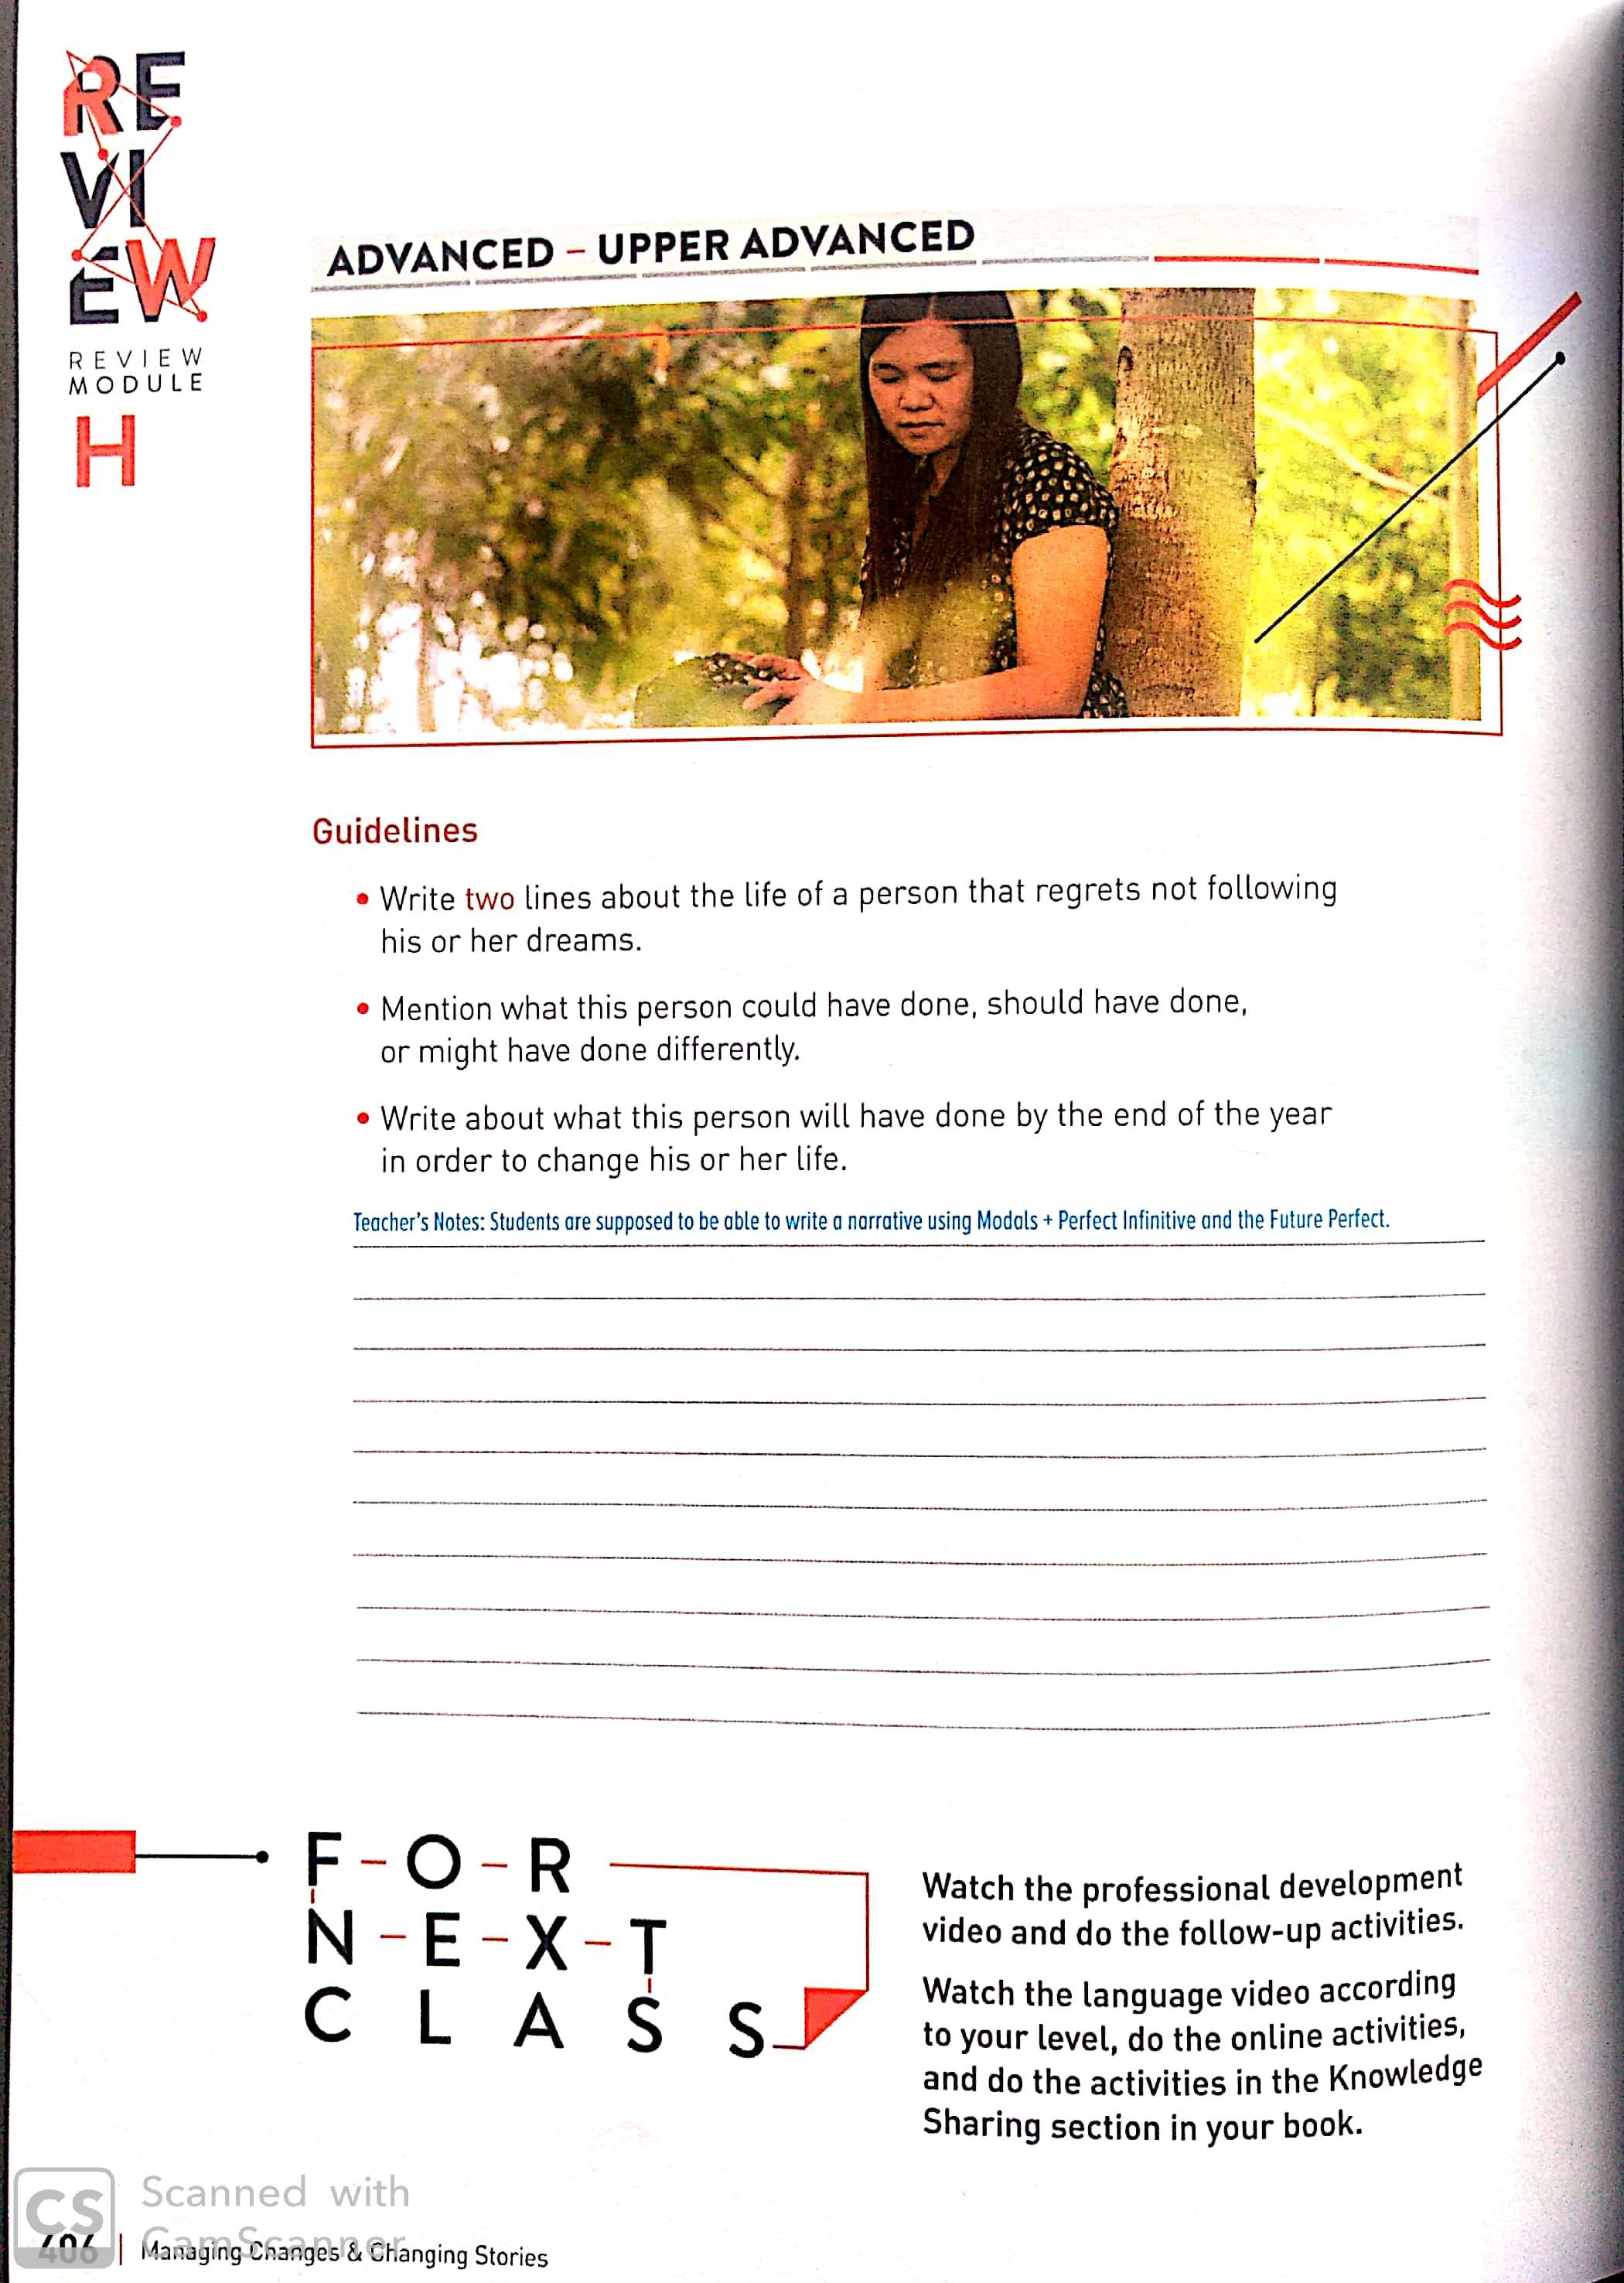 RE
VI
EW
REVIEW
MODULE
H
ADVANCED – UPPER ADVANCED
Guidelines
• Write two lines about the life of a person that regrets not following
his or her dreams.
• Mention what this person could have done, should have done,
or might have done differently.
• Write about what this person will have done by the end of the year
in order to change his or her life.
Teacher's Notes: Students are supposed to be able to write a narrative using Modals + Perfect Infinitive and the Future Perfect.
F-O-R
N-E-X-T
CLASS
Watch the professional development
video and do the follow-up activities.
Watch the language video according
to your level, do the online activities,
and do the activities in the Knowledge
Sharing section in your book.
CS
Scanned with
CamScanner
406 | Managing Changes & Changing Stories